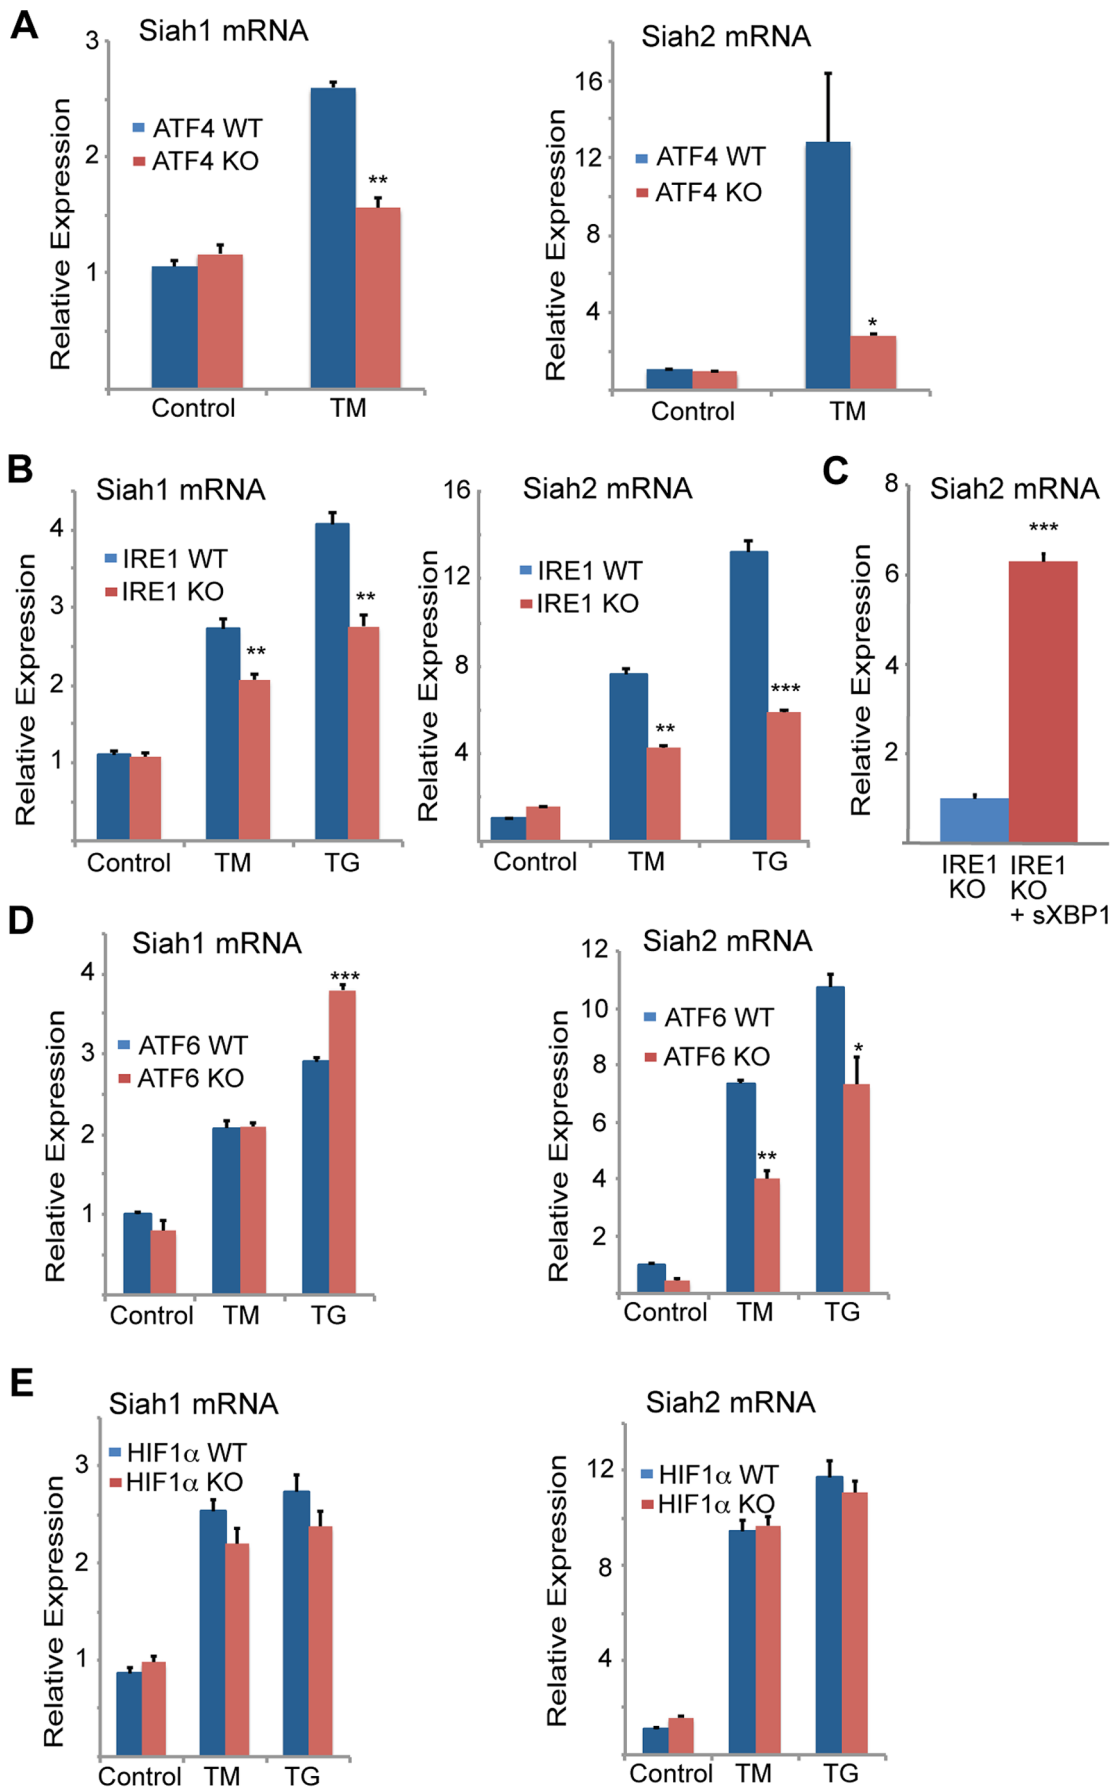 A
Siah1 mRNA
Relative Expression
3
2
1
ATF4 WT
ATF4 KO
**
Control
TM
Siah2 mRNA
Relative Expression
16
12
8
4
ATF4 WT
ATF4 KO
*
Control
TM
B
Siah1 mRNA
Relative Expression
4
3
2
1
IRE1 WT
IRE1 KO
**
**
Control
TM
TG
Siah2 mRNA
Relative Expression
16
12
8
4
IRE1 WT
IRE1 KO
**
***
Control
TM
TG
C
Siah2 mRNA
Relative Expression
8
6
4
2
***
IRE1
KO
IRE1
KO
+ sXBP1
D
Siah1 mRNA
Relative Expression
4
3
2
1
ATF6 WT
ATF6 KO
***
Control
TM
TG
Siah2 mRNA
Relative Expression
12
10
8
6
4
2
ATF6 WT
ATF6 KO
**
*
Control
TM
TG
E
Siah1 mRNA
Relative Expression
3
2
1
HIF1α WT
HIF1α KO
Control
TM
TG
Siah2 mRNA
Relative Expression
12
8
4
HIF1α WT
HIF1α KO
Control
TM
TG